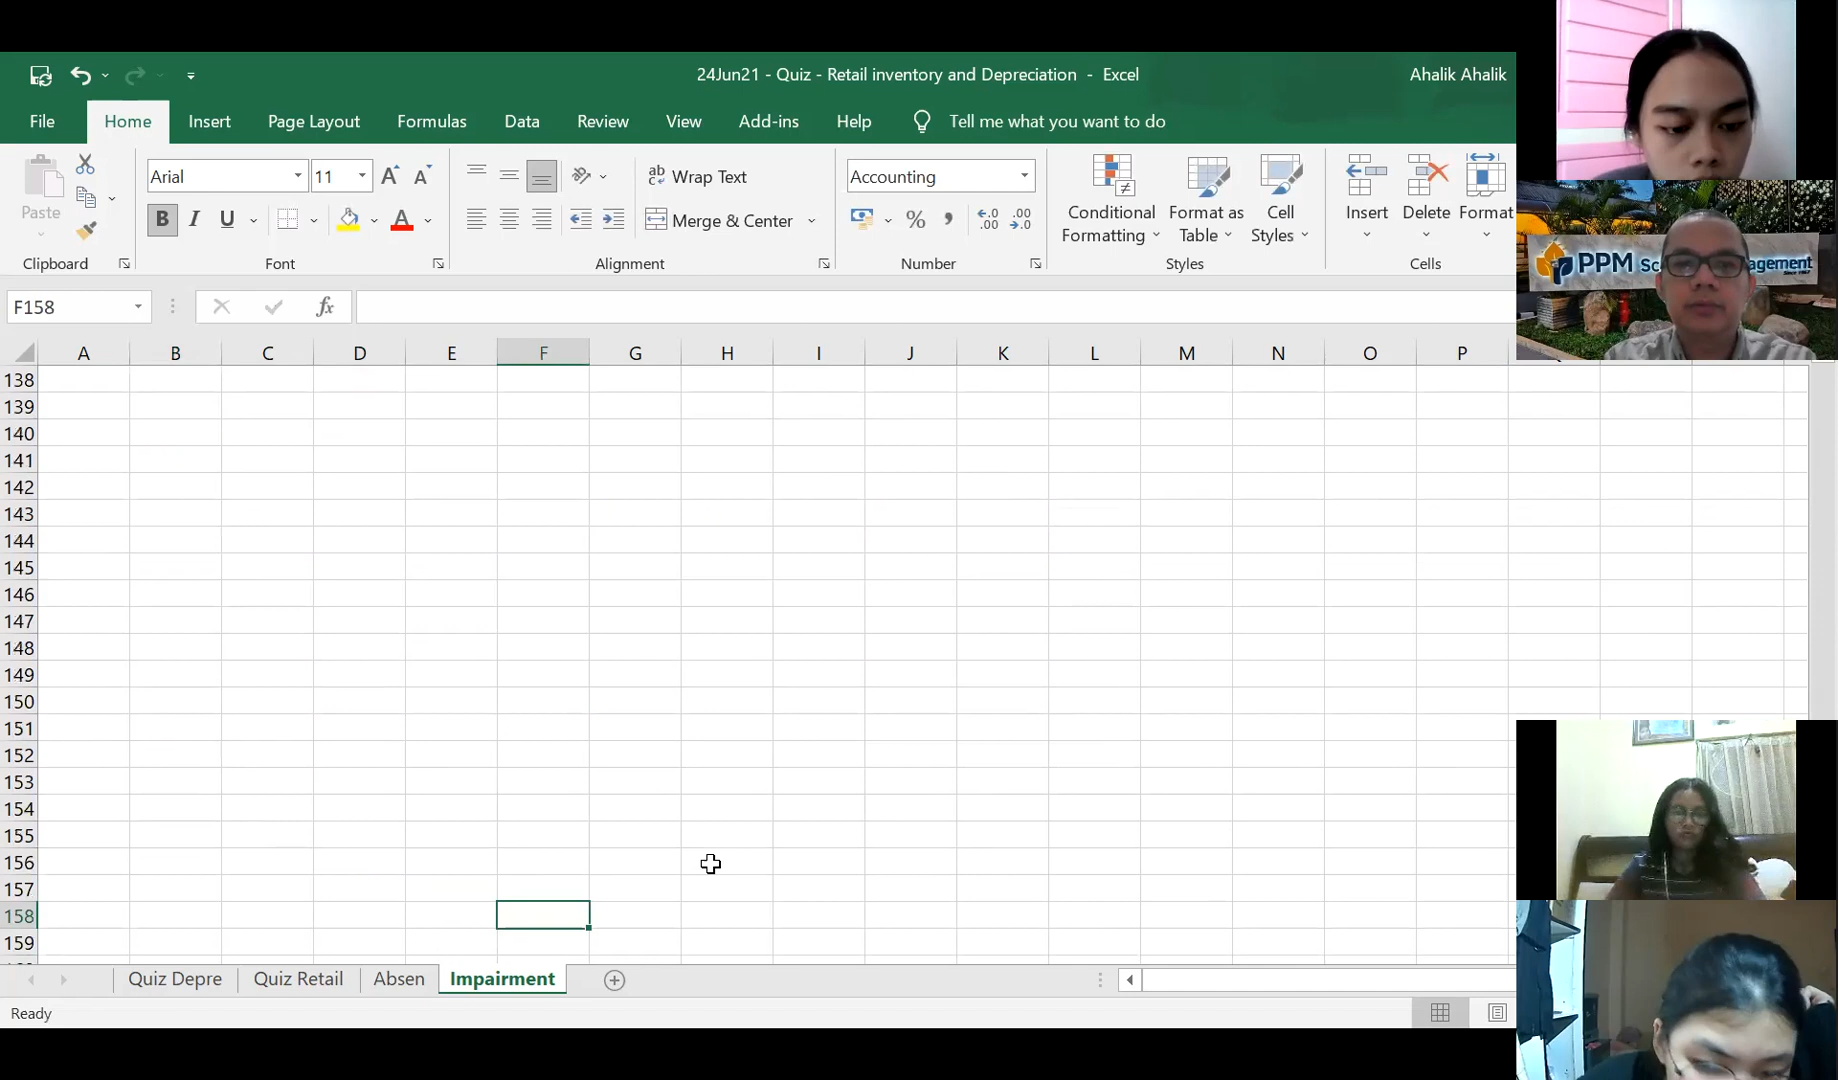 24Jun21 - Quiz - Retail inventory and Depreciation - Excel
Ahalik Ahalik
File Home Insert Page Layout Formulas Data Review View Add-ins Help Tell me what you want to do
Paste
Arial 11
B I U
ab
Wrap Text
Merge & Center
Accounting
%
Conditional Formatting
Format as Table
Cell Styles
Insert
Delete
Format
Clipboard
Font
Alignment
Number
Styles
Cells
F158
fx
A B C D E F G H I J K L M N O P
138
139
140
141
142
143
144
145
146
147
148
149
150
151
152
153
154
155
156
157
158
159
Quiz Depre Quiz Retail Absen Impairment
Ready
PPM